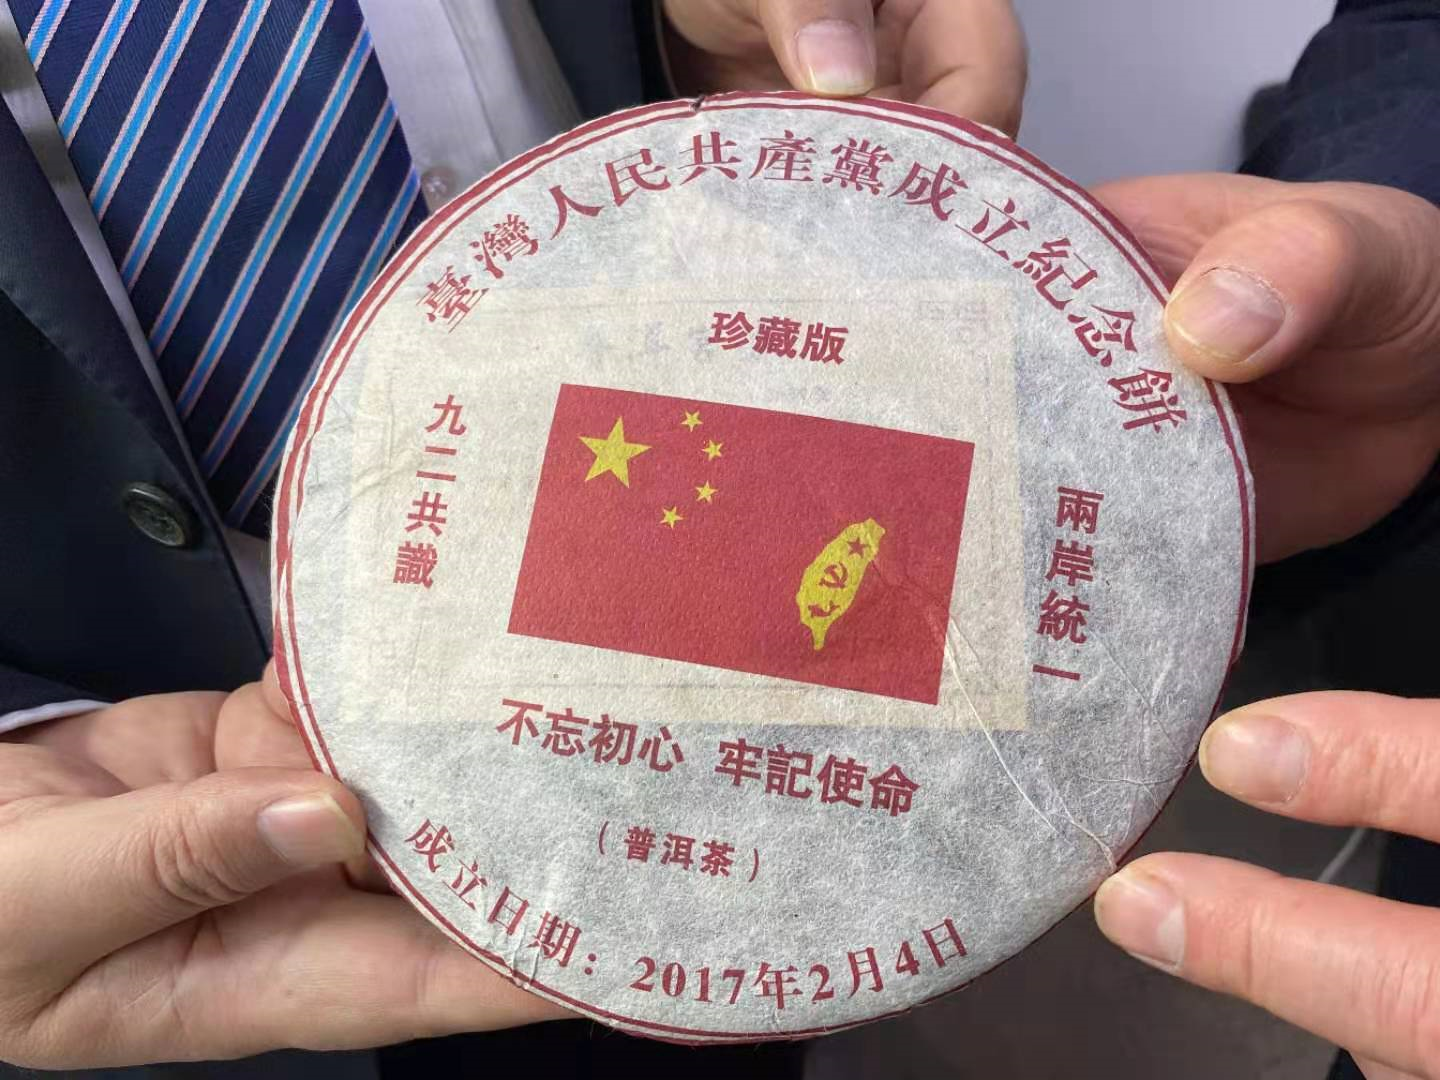 臺灣人民共產黨成立紀念餅
珍藏版
九二共識
兩岸統一
不忘初心 牢記使命
（普洱茶）
成立日期：2017年2月4日